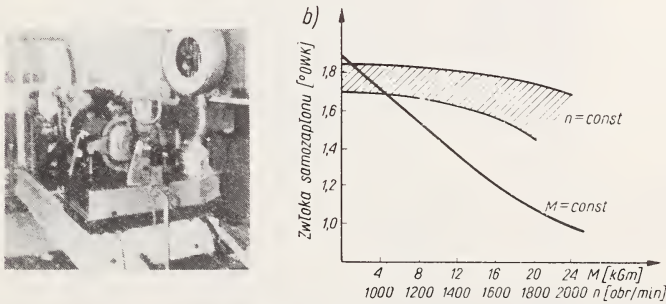 b)
Zwłoka samozapłonu [°OWK]
1,8
1,6
1,4
1,2
1,0
n=const
M=const
4 8 12 16 20 24 M [kGm]
1000 1200 1400 1600 1800 2000 n [obr/min]